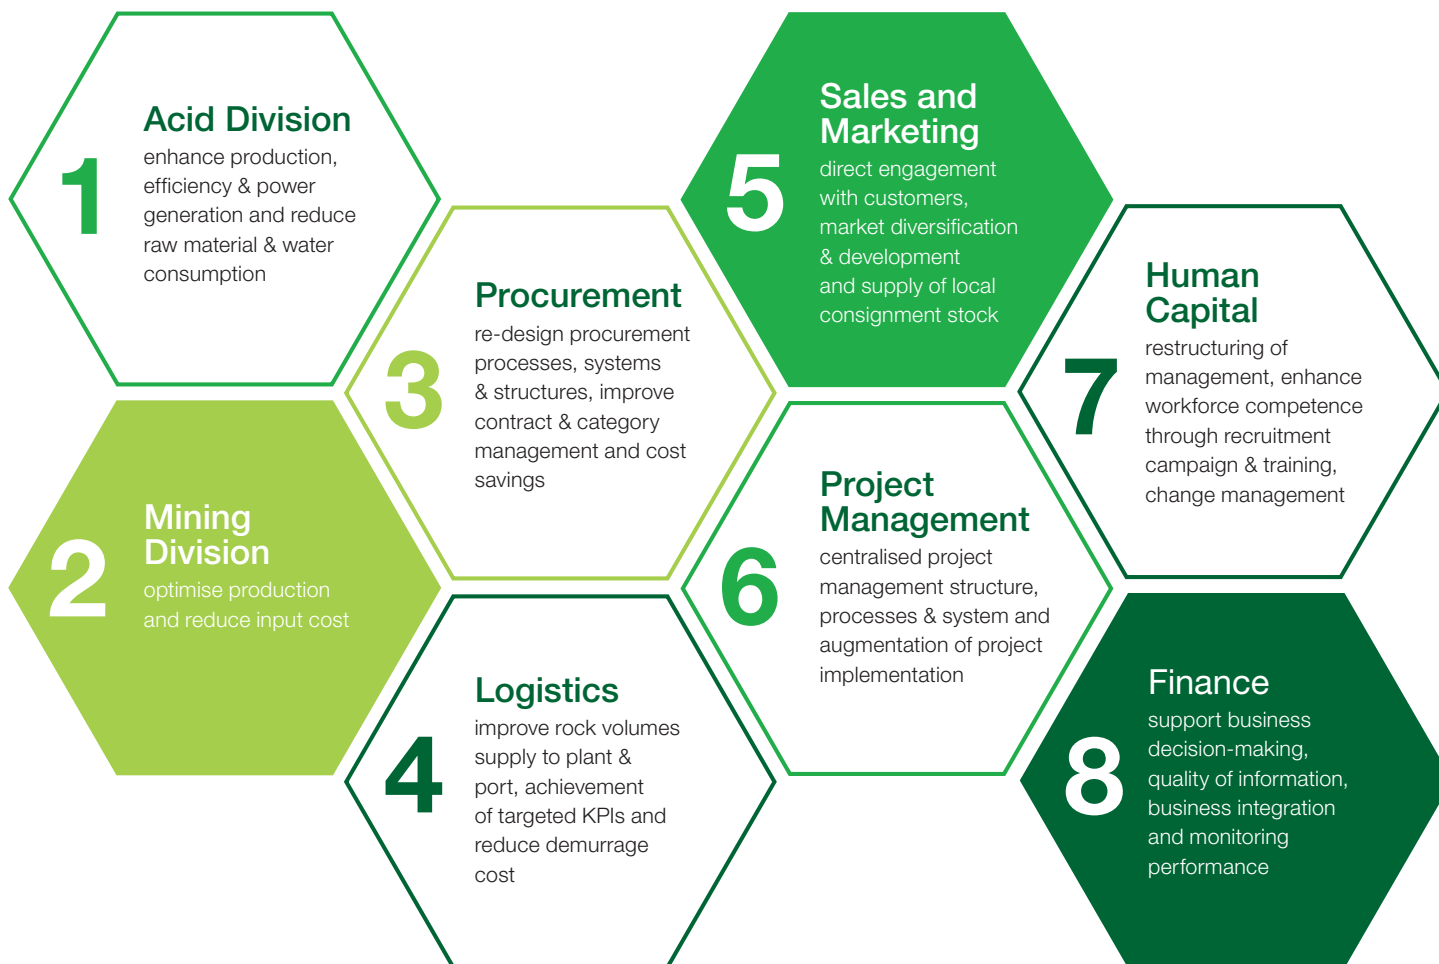 1
Acid Division
enhance production,
efficiency & power
generation and reduce
raw material & water
consumption
2
Mining
Division
optimise production
and reduce input cost
3
Procurement
re-design procurement
processes, systems
& structures, improve
contract & category
management and cost
savings
4
Logistics
improve rock volumes
supply to plant &
port, achievement
of targeted KPIs and
reduce demurrage
cost
5
Sales and
Marketing
direct engagement
with customers,
market diversification
& development
and supply of local
consignment stock
6
Project
Management
centralised project
management structure,
processes & system and
augmentation of project
implementation
7
Human
Capital
restructuring of
management, enhance
workforce competence
through recruitment
campaign & training,
change management
8
Finance
support business
decision-making,
quality of information,
business integration
and monitoring
performance